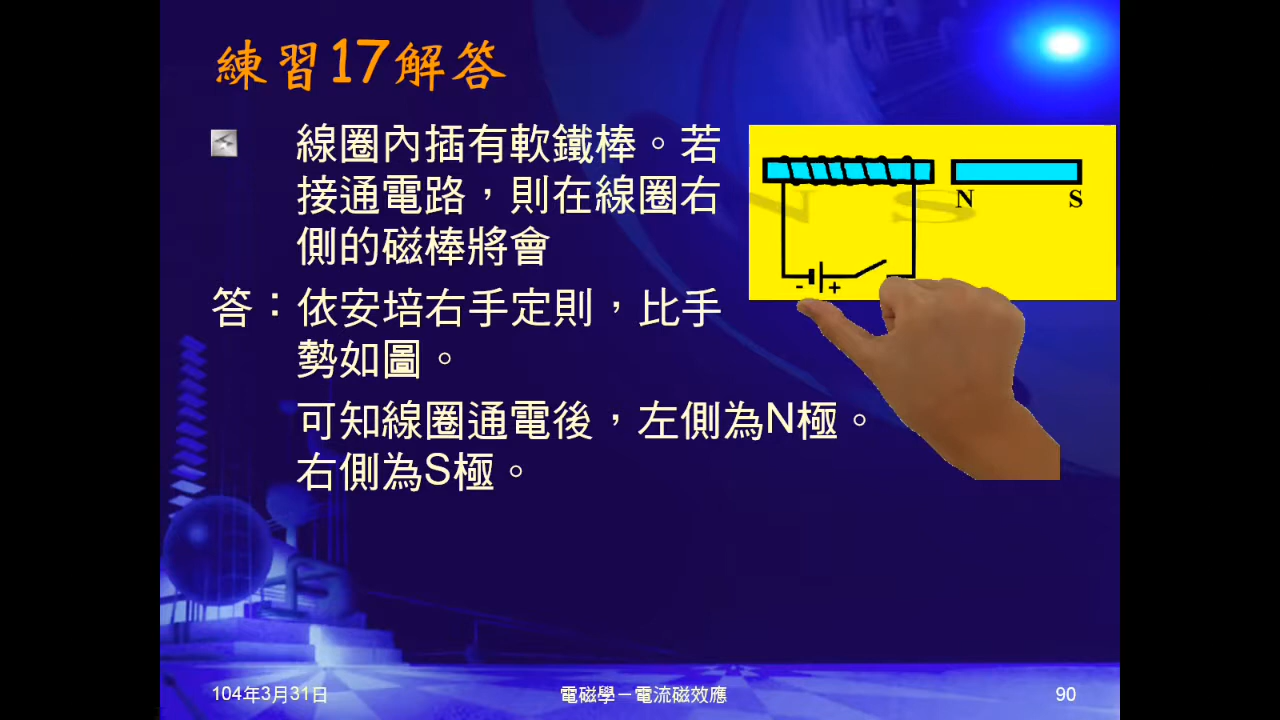 練習17解答
線圈內插有軟鐵棒。若
接通電路,則在線圈右
側的磁棒將會
N S
N S
- +
答:依安培右手定則,比手
勢如圖。
可知線圈通電後,左側為N極。
右側為S極。
104年3月31日
電磁學－電流磁效應
90